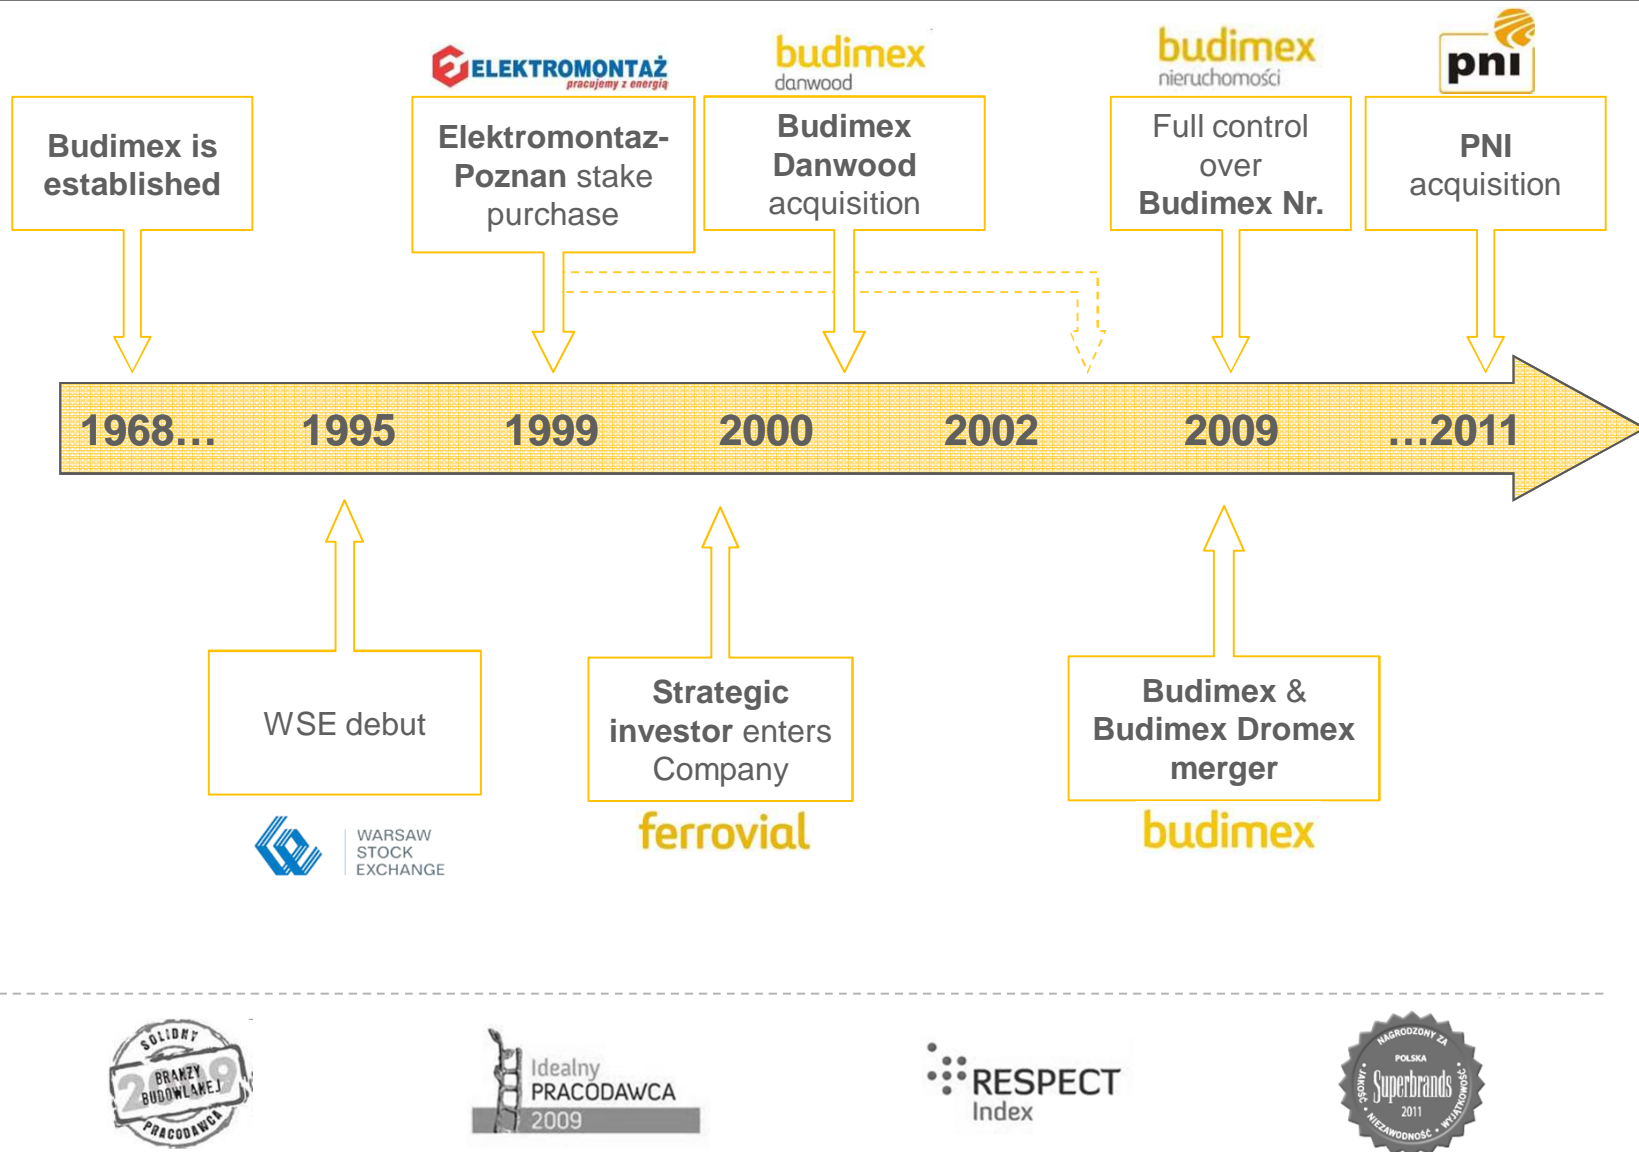 ELEKTROMONTAŻ
pracujemy z energią
budimex
danwood
budimex
nieruchomości
pni
Budimex is
established
Elektromontaz-
Poznan stake
purchase
Budimex
Danwood
acquisition
Full control
over
Budimex Nr.
PNI
acquisition
1968... 1995 1999 2000 2002 2009 ...2011
WSE debut
Strategic
investor enters
Company
Budimex &
Budimex Dromex
merger
WARSAW
STOCK
EXCHANGE
ferrovial
budimex
SOLIDNY
2009
BRANŻY
BUDOWLANEJ
PRACODAWCA
Idealny
PRACODAWCA
2009
RESPECT
Index
NAGRODZONY ZA
POLSKA
Superbrands
2011
JAKOŚĆ • NIEZAWODNOŚĆ • WYJĄTKOWOŚĆ